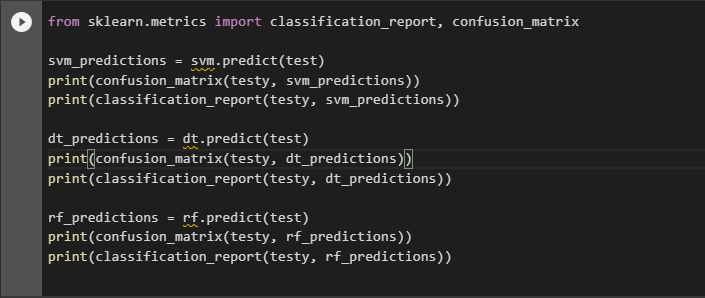 from sklearn.metrics import classification_report, confusion_matrix
svm_predictions = svm.predict(test)
print(confusion_matrix(testy, svm_predictions))
print(classification_report(testy, svm_predictions))
dt_predictions = dt.predict(test)
print(confusion_matrix(testy, dt_predictions))
print(classification_report(testy, dt_predictions))
rf_predictions = rf.predict(test)
print(confusion_matrix(testy, rf_predictions))
print(classification_report(testy, rf_predictions))